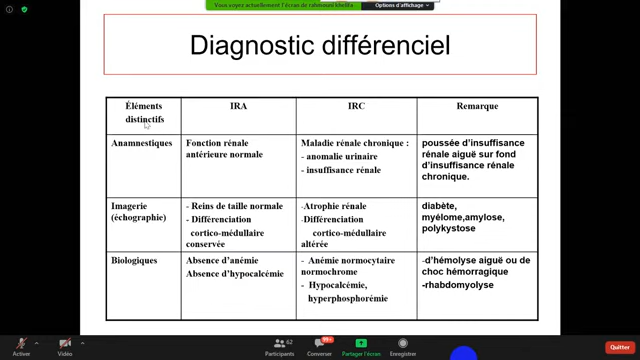 Vous voyez actuellement l'écran de rahmouni khellita
Options d'affichage
Diagnostic différenciel
Éléments
distinctifs
IRA
IRC
Remarque
Anamnestiques
Fonction rénale
antérieure normale
Maladie rénale chronique :
- anomalie urinaire
- insuffisance rénale
poussée d'insuffisance
rénale aiguë sur fond
d'insuffisance rénale
chronique.
Imagerie
(échographie)
- Reins de taille normale
- Différenciation
cortico-médullaire
conservée
-Atrophie rénale
-Différenciation
cortico-médullaire
altérée
diabète,
myélome,amylose,
polykystose
Biologiques
Absence d'anémie
Absence d'hypocalcémie
- Anémie normocytaire
normochrome
- Hypocalcémie,
hyperphosphorémie
-d'hémolyse aiguë ou de
choc hémorragique
-rhabdomyolyse
Activer
Vidéo
62
Participants
99+
Converser
Partager l'écran
Enregistrer
Quitter